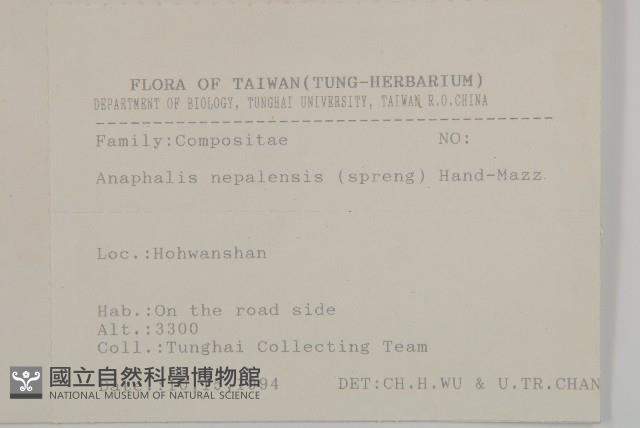 FLORA OF TAIWAN(TUNG-HERBARIUM)
DEPARTMENT OF BIOLOGY, TUNGHAI UNIVERSITY, TAIWAN R.O.CHINA
Family:Compositae NO:
Anaphalis nepalensis (spreng) Hand-Mazz
Loc.:Hohwanshan
Hab.:On the road side
Alt.:3300
Coll.:Tunghai Collecting Team
DET:CH.H.WU & U.TR.CHAN
國立自然科學博物館
NATIONAL MUSEUM OF NATURAL SCIENCE